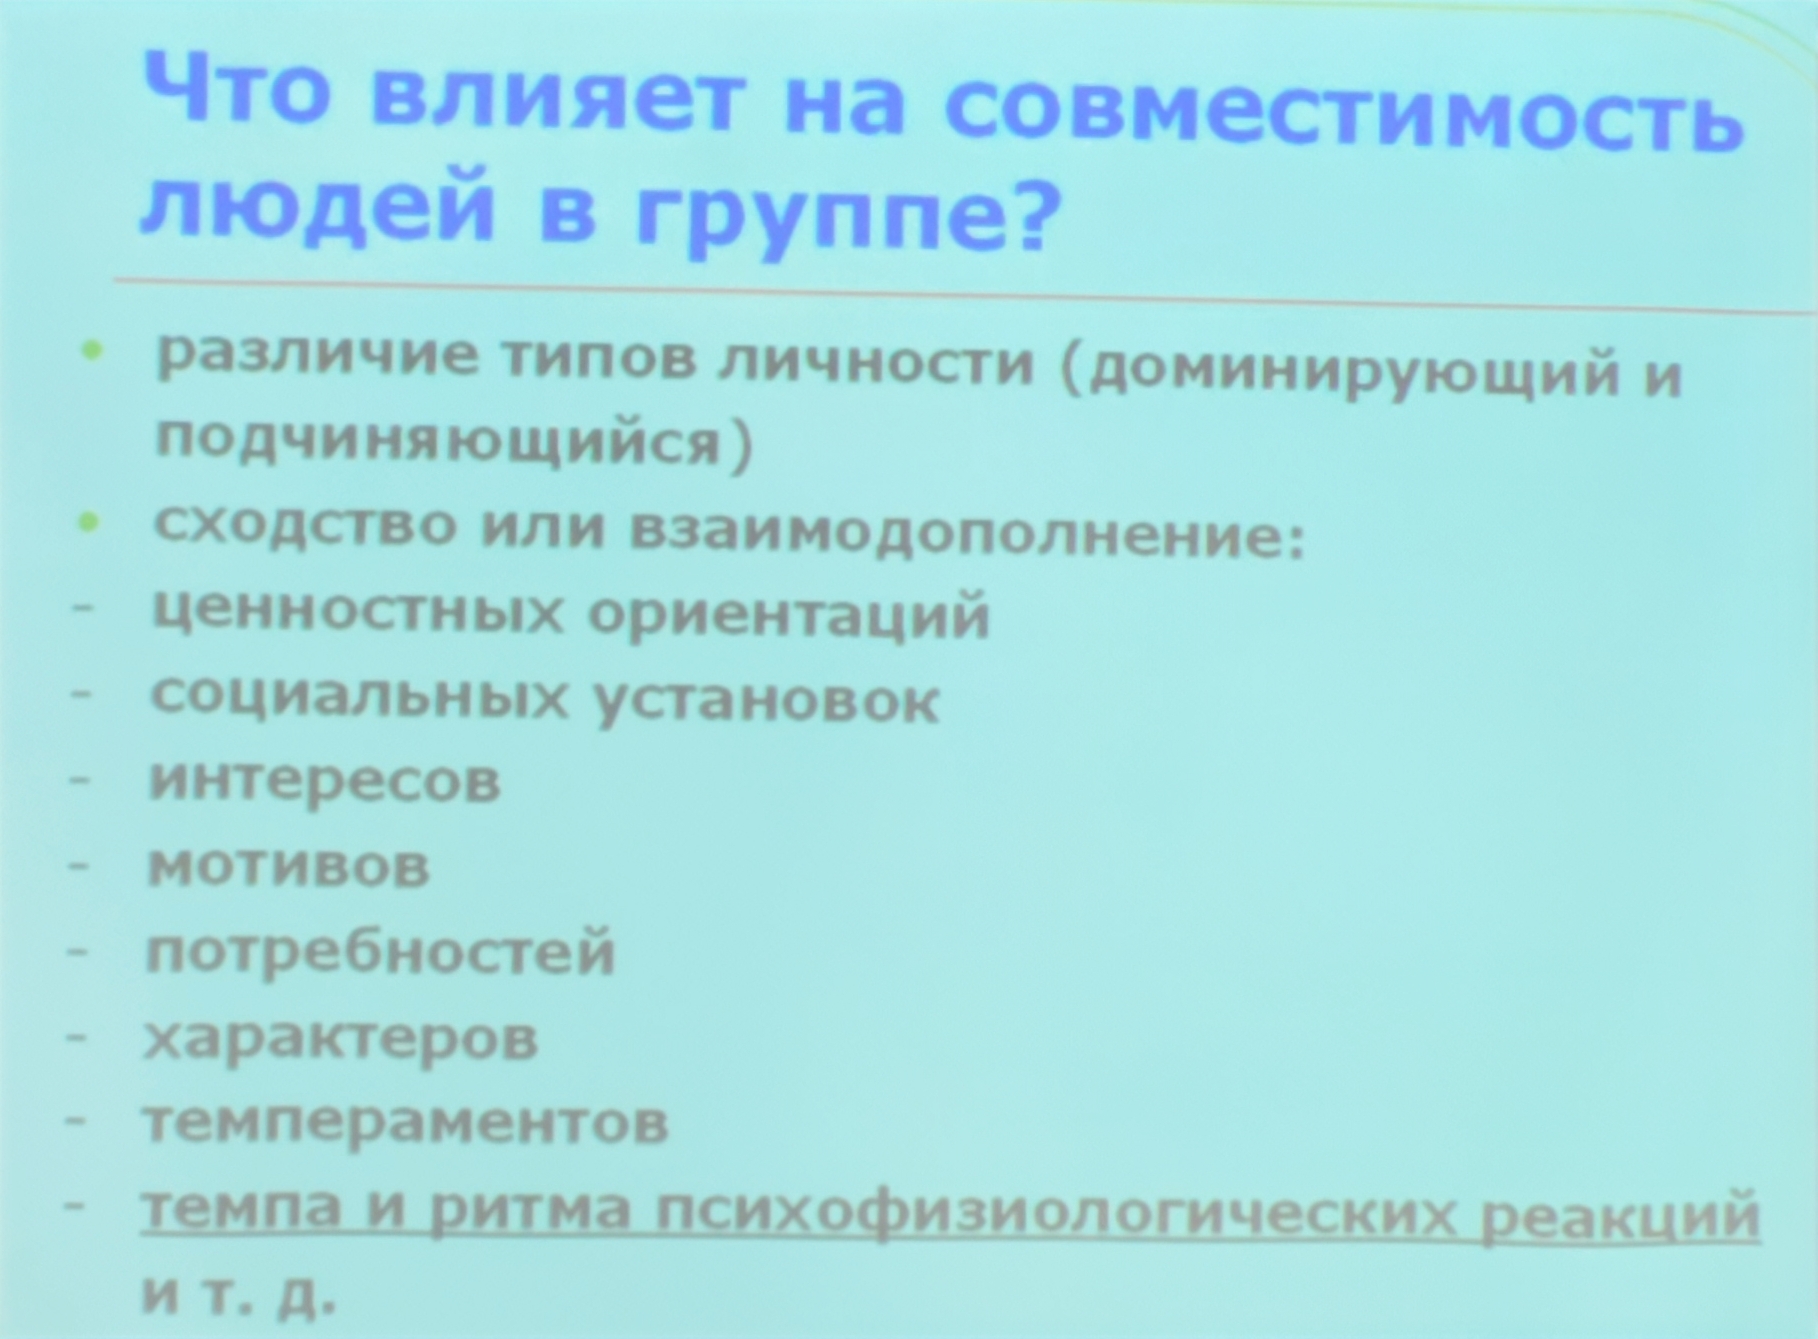 Что влияет на совместимость
людей в группе?
• различие типов личности (доминирующий и
подчиняющийся)
• сходство или взаимодополнение:
- ценностных ориентаций
- социальных установок
- интересов
- мотивов
- потребностей
- характеров
- темпераментов
- темпа и ритма психофизиологических реакций
и т. д.